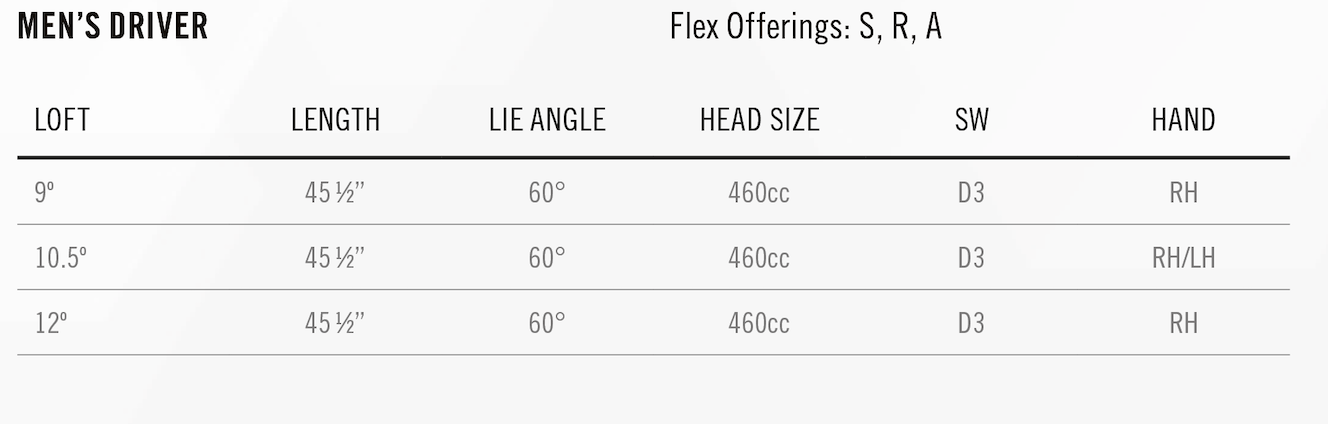 MEN’S DRIVER Flex Offerings: S, R, A
LOFT LENGTH LIE ANGLE HEAD SIZE SW HAND
9º 45 ½” 60° 460cc D3 RH
10.5º 45 ½” 60° 460cc D3 RH/LH
12º 45 ½” 60° 460cc D3 RH